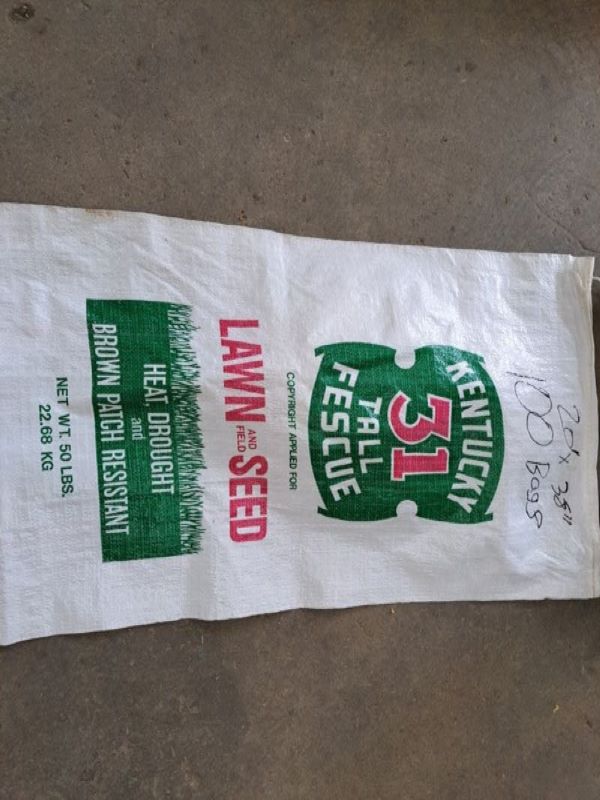 20" x 35"
100 Bags
KENTUCKY
31
TALL
FESCUE
COPYRIGHT APPLIED FOR
LAWN AND FIELD SEED
HEAT, DROUGHT
and
BROWN PATCH RESISTANT
NET WT. 50 LBS.
22.68 KG